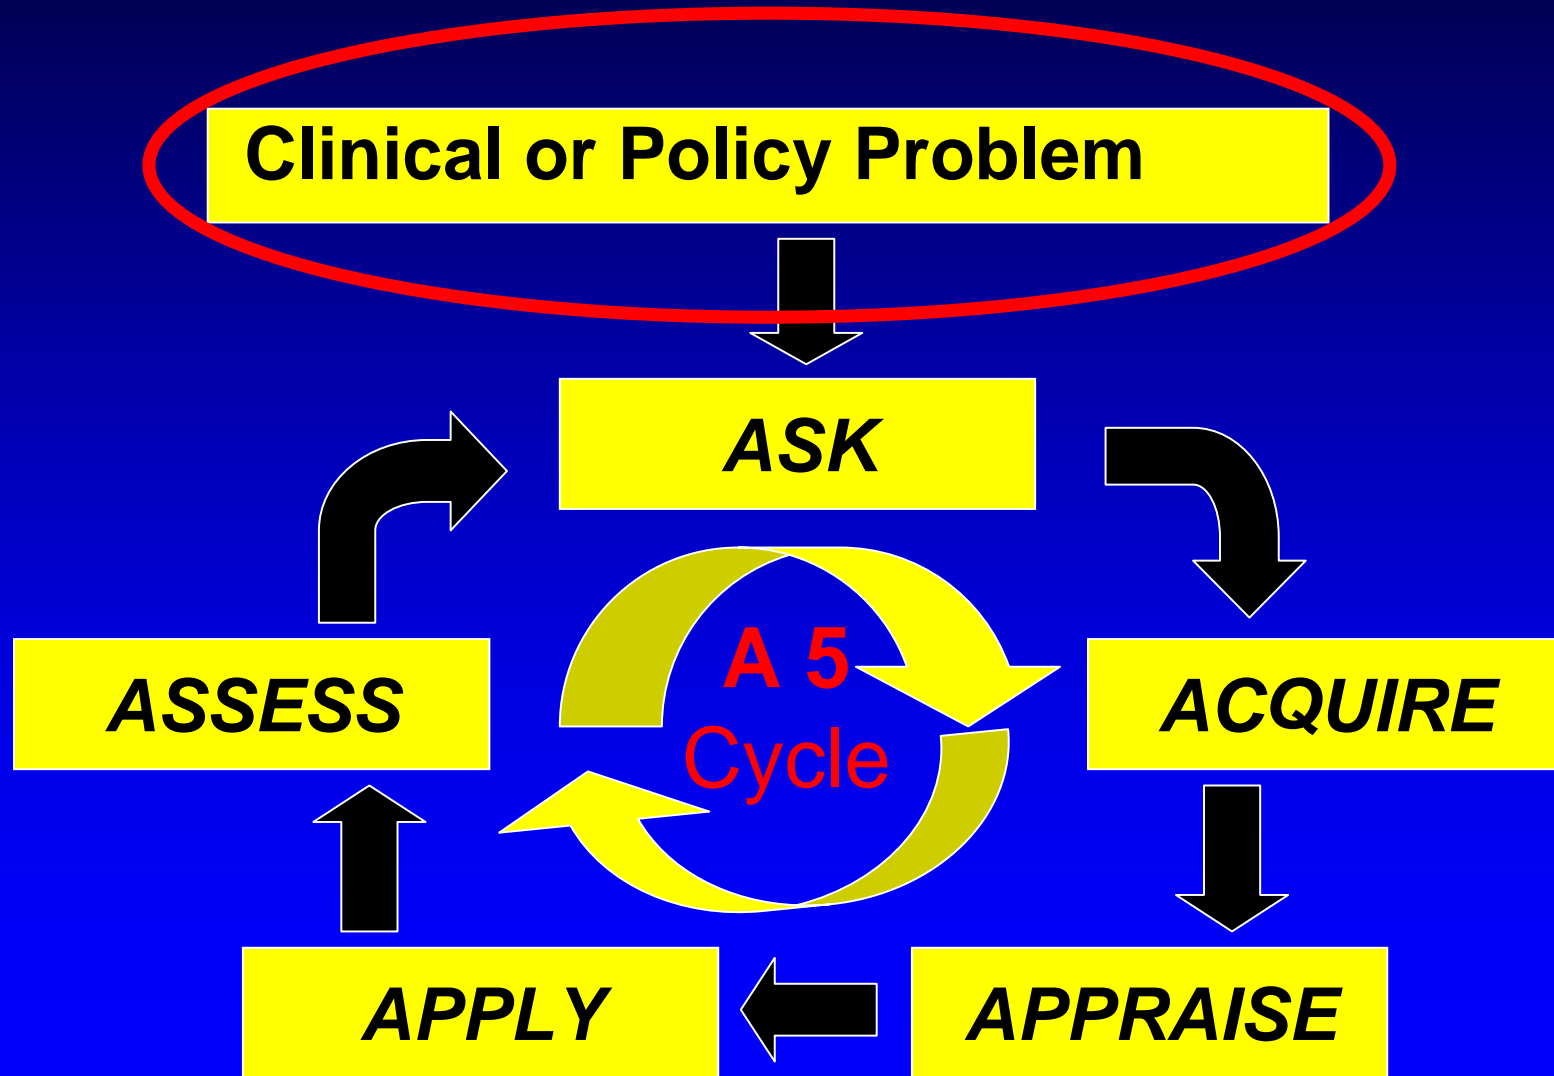 Clinical or Policy Problem
ASK
A 5
Cycle
ASSESS
ACQUIRE
APPLY
APPRAISE